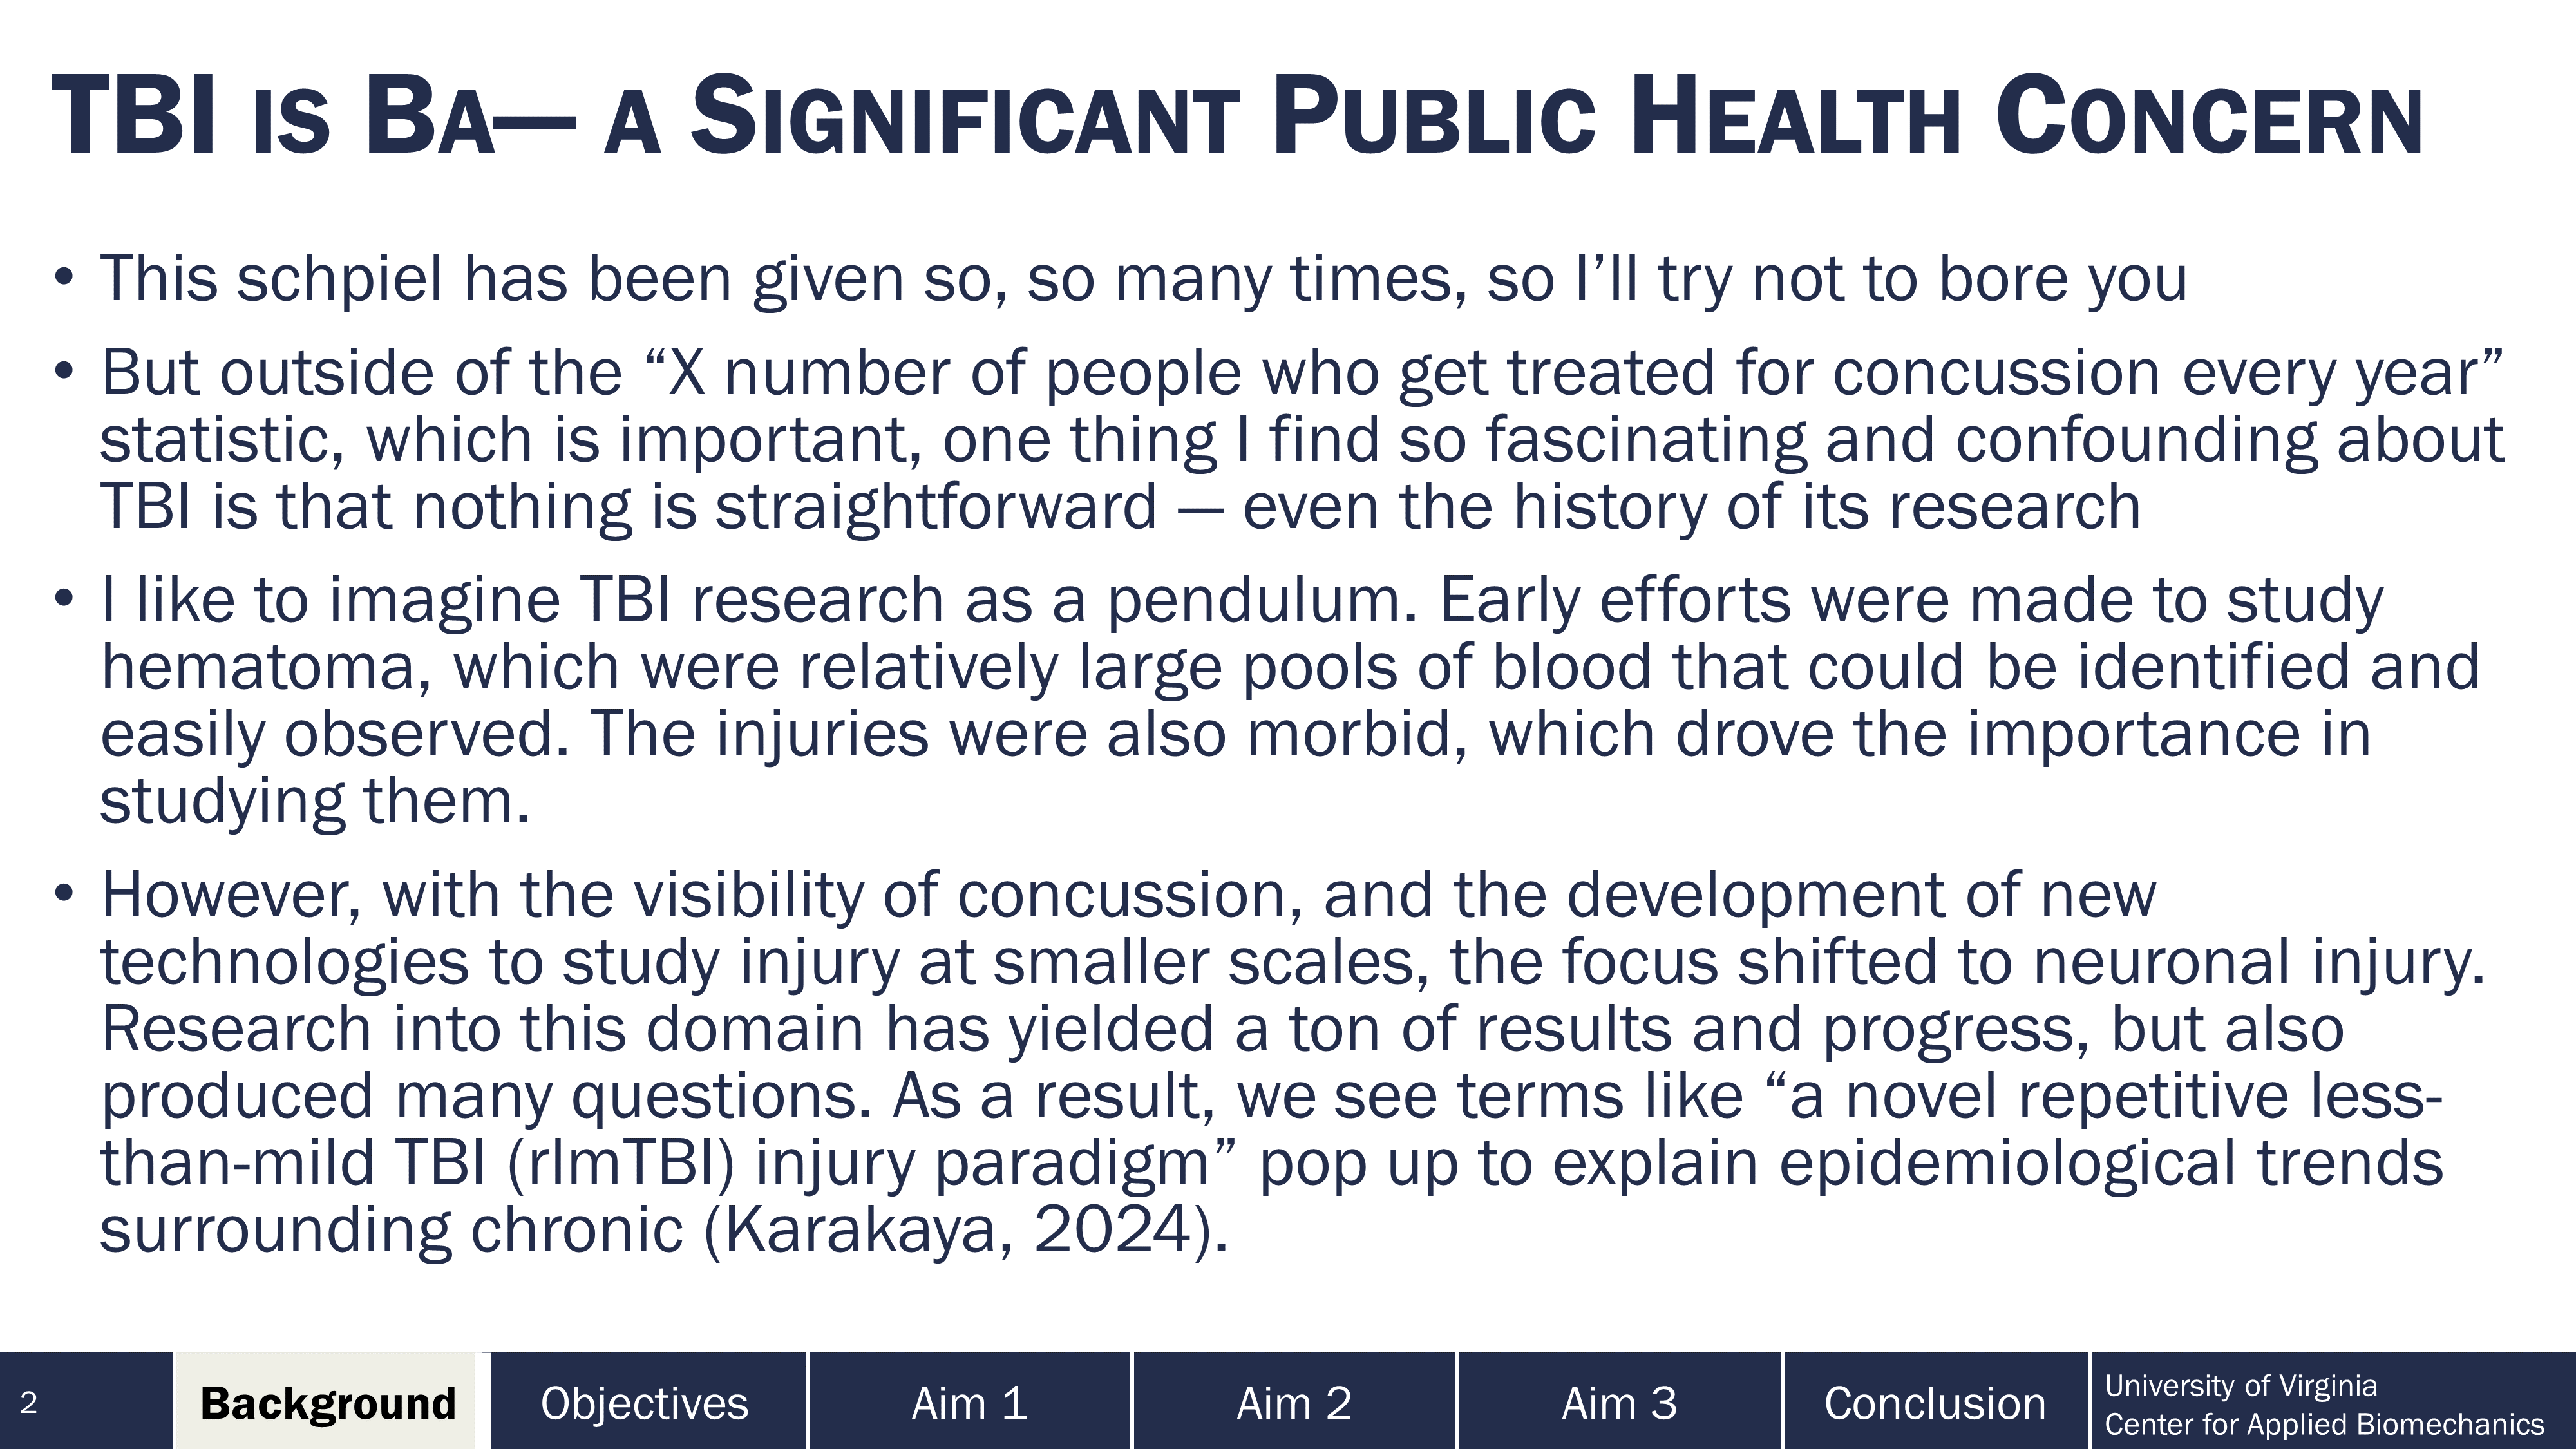 TBI is Ba— a Significant Public Health Concern
• This schpiel has been given so, so many times, so I’ll try not to bore you
• But outside of the “X number of people who get treated for concussion every year”
statistic, which is important, one thing I find so fascinating and confounding about
TBI is that nothing is straightforward — even the history of its research
• I like to imagine TBI research as a pendulum. Early efforts were made to study
hematoma, which were relatively large pools of blood that could be identified and
easily observed. The injuries were also morbid, which drove the importance in
studying them.
• However, with the visibility of concussion, and the development of new
technologies to study injury at smaller scales, the focus shifted to neuronal injury.
Research into this domain has yielded a ton of results and progress, but also
produced many questions. As a result, we see terms like “a novel repetitive less-
than-mild TBI (rlmTBI) injury paradigm” pop up to explain epidemiological trends
surrounding chronic (Karakaya, 2024).
2
Background
Objectives
Aim 1
Aim 2
Aim 3
Conclusion
University of Virginia
Center for Applied Biomechanics